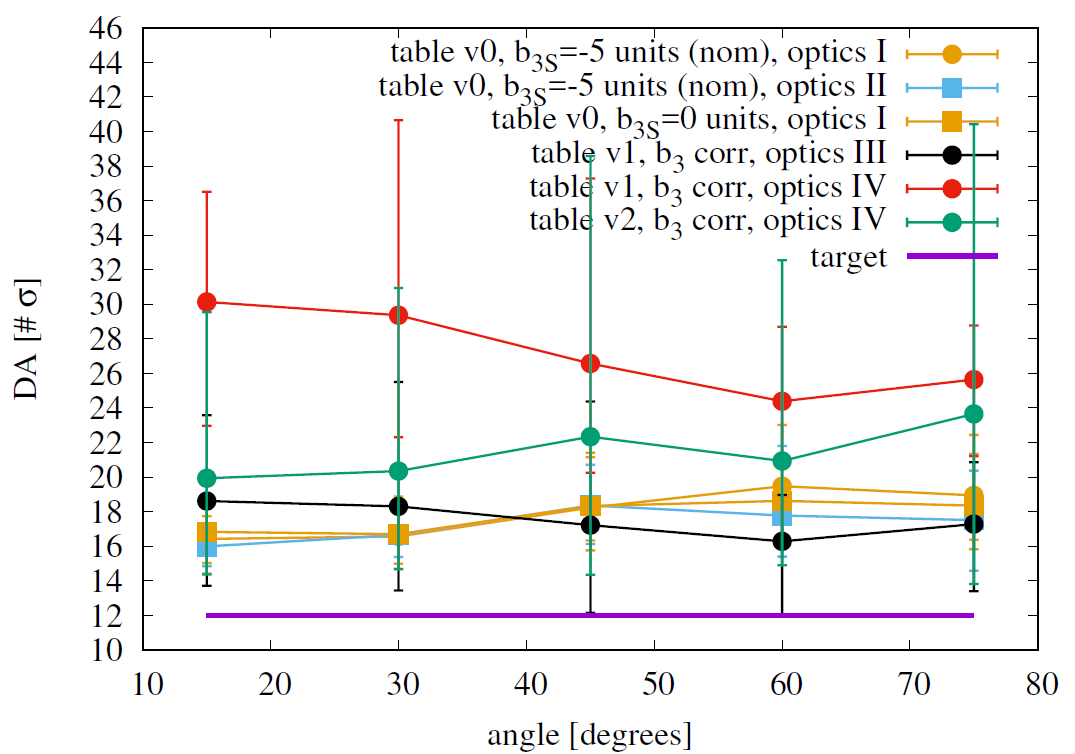 46
44
42
40
38
36
34
32
30
28
26
24
22
20
18
16
14
12
10
DA [# σ]
table v0, b3S=-5 units (nom), optics I
table v0, b3S=-5 units (nom), optics II
table v0, b3S=0 units, optics I
table v1, b3 corr, optics III
table v1, b3 corr, optics IV
table v2, b3 corr, optics IV
target
10 20 30 40 50 60 70 80
angle [degrees]